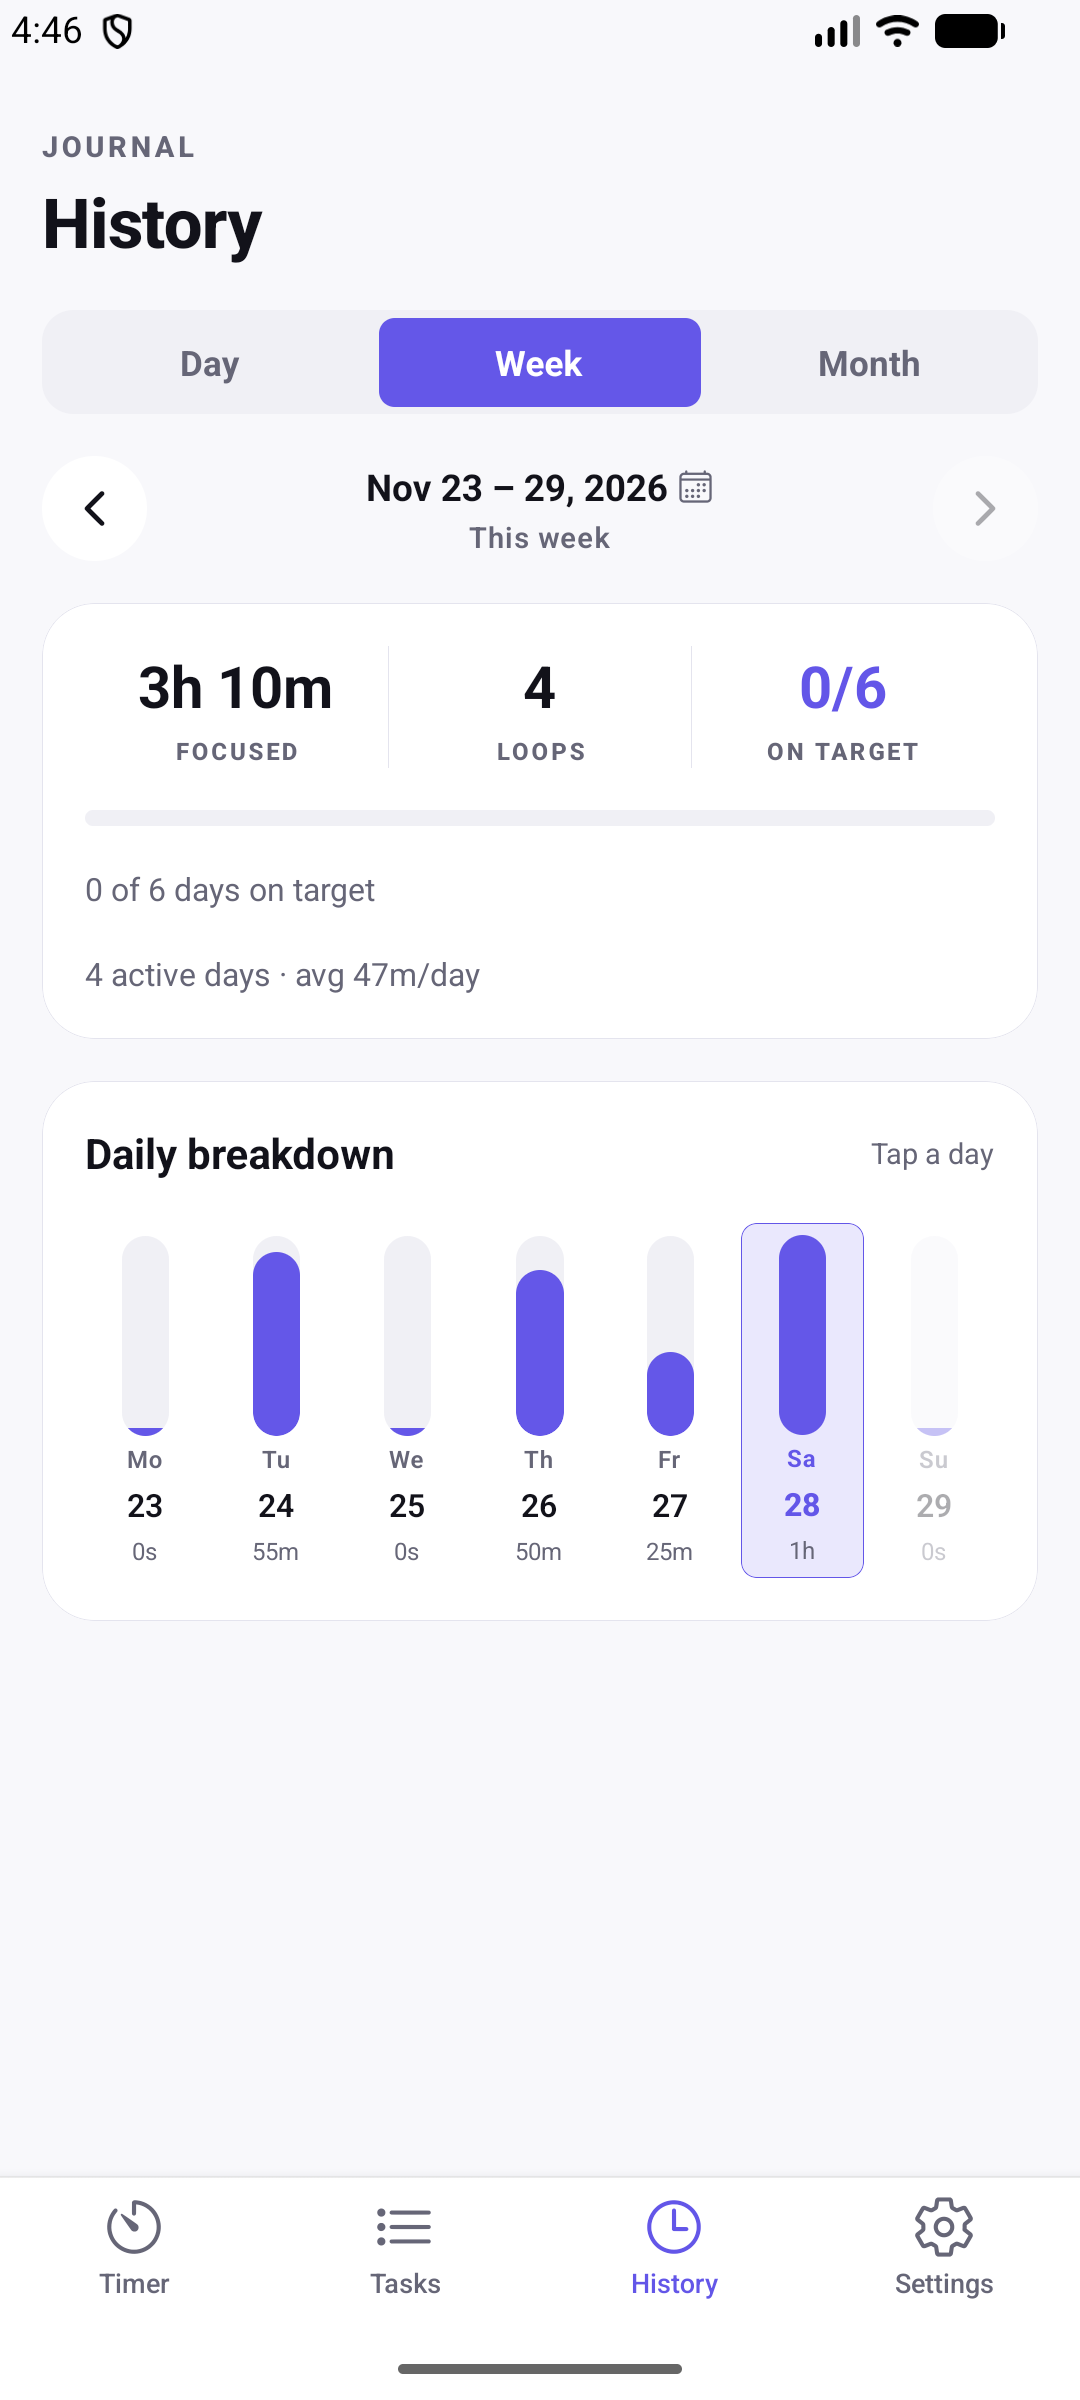 4:46
JOURNAL
History
Day Week Month
Nov 23 – 29, 2026
This week
3h 10m 4 0/6
FOCUSED LOOPS ON TARGET
0 of 6 days on target
4 active days · avg 47m/day
Daily breakdown Tap a day
Mo Tu We Th Fr Sa Su
23 24 25 26 27 28 29
0s 55m 0s 50m 25m 1h 0s
Timer Tasks History Settings